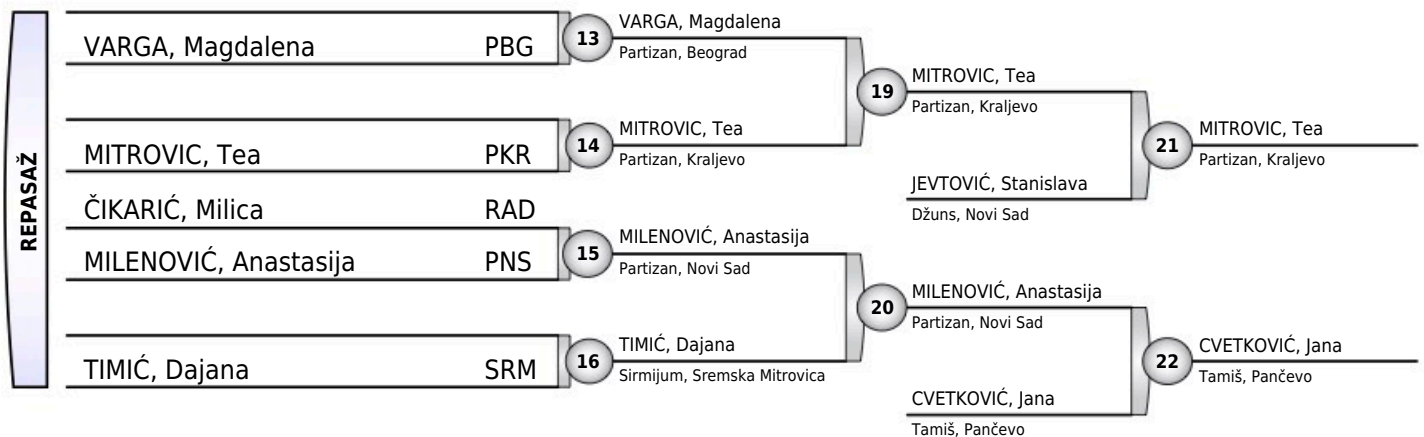 REPASAŽ
VARGA, Magdalena PBG
MITROVIC, Tea PKR
ČIKARIĆ, Milica RAD
MILENOVIĆ, Anastasija PNS
TIMIĆ, Dajana SRM
13
VARGA, Magdalena
Partizan, Beograd
14
MITROVIC, Tea
Partizan, Kraljevo
15
MILENOVIĆ, Anastasija
Partizan, Novi Sad
16
TIMIĆ, Dajana
Sirmijum, Sremska Mitrovica
19
MITROVIC, Tea
Partizan, Kraljevo
JEVTOVIĆ, Stanislava
Džuns, Novi Sad
20
MILENOVIĆ, Anastasija
Partizan, Novi Sad
CVETKOVIĆ, Jana
Tamiš, Pančevo
21
MITROVIC, Tea
Partizan, Kraljevo
22
CVETKOVIĆ, Jana
Tamiš, Pančevo